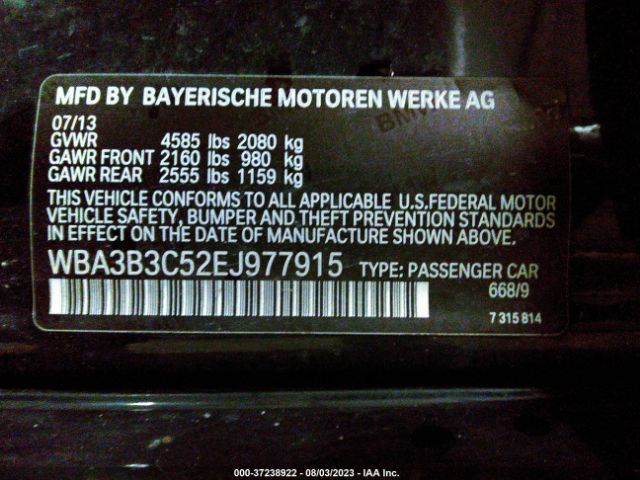 MFD BY BAYERISCHE MOTOREN WERKE AG
07/13
GVWR 4585 lbs 2080 kg
GAWR FRONT 2160 lbs 980 kg
GAWR REAR 2555 lbs 1159 kg
THIS VEHICLE CONFORMS TO ALL APPLICABLE U.S.FEDERAL MOTOR
VEHICLE SAFETY, BUMPER AND THEFT PREVENTION STANDARDS
IN EFFECT ON THE DATE OF MANUFACTURE SHOWN ABOVE.
WBA3B3C52EJ977915 TYPE: PASSENGER CAR
668/9
7 315 814
000-37238922 - 08/03/2023 - IAA Inc.